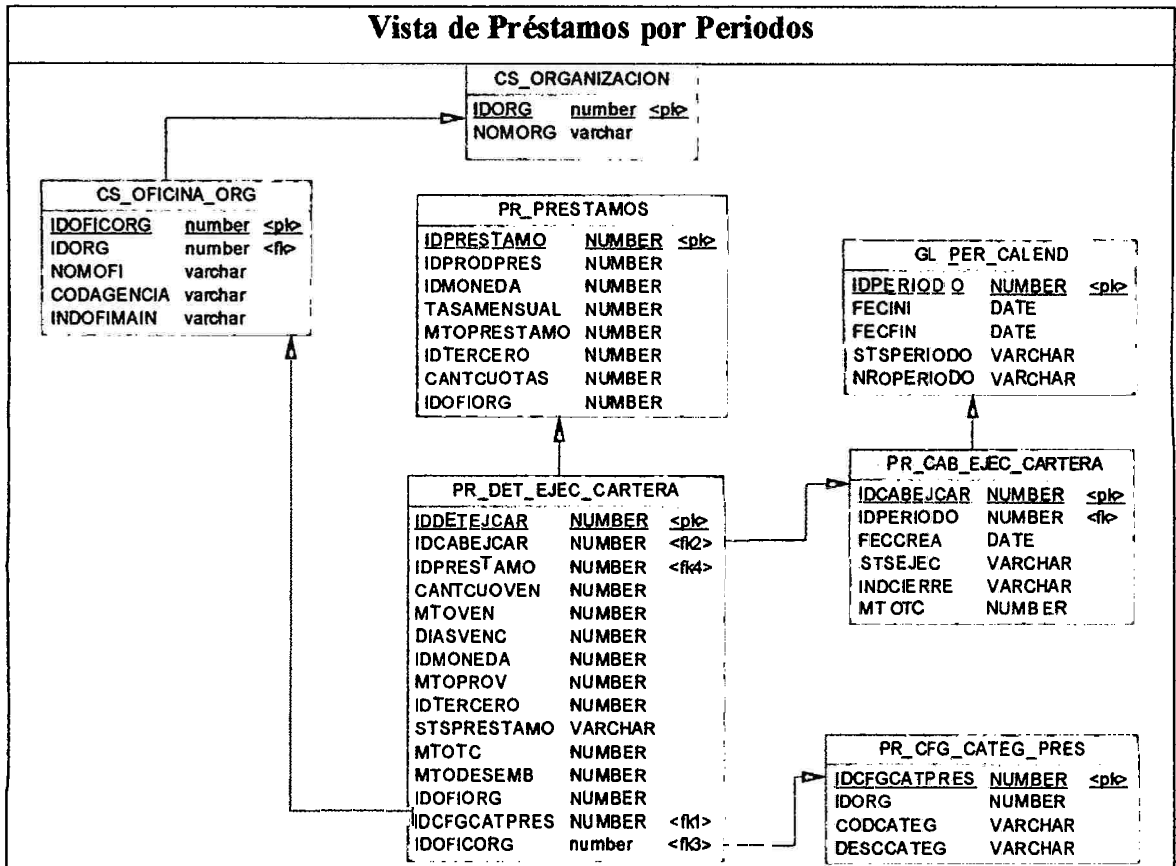 Vista de Préstamos por Periodos
CS_ORGANIZACION
IDORG number <pk>
NOMORG varchar
CS_OFICINA_ORG
IDOFICORG number <pk>
IDORG number <fk>
NOMOFI varchar
CODAGENCIA varchar
INDOFIMAIN varchar
PR_PRESTAMOS
IDPRESTAMO NUMBER <pk>
IDPRODPRES NUMBER
IDMONEDA NUMBER
TASAMENSUAL NUMBER
MTOPRESTAMO NUMBER
IDTERCERO NUMBER
CANTCUOTAS NUMBER
IDOFIORG NUMBER
GL_PER_CALEND
IDPERIODO NUMBER <pk>
FECINI DATE
FECFIN DATE
STSPERIODO VARCHAR
NROPERIODO VARCHAR
PR_DET_EJEC_CARTERA
IDDETEJCAR NUMBER <pk>
IDCABEJCAR NUMBER <fk2>
IDPRESTAMO NUMBER <fk4>
CANTCUOVEN NUMBER
MTOVEN NUMBER
DIASVENC NUMBER
IDMONEDA NUMBER
MTOPROV NUMBER
IDTERCERO NUMBER
STSPRESTAMO VARCHAR
MTOTC NUMBER
MTODESEMB NUMBER
IDOFIORG NUMBER
IDCFGCATPRES NUMBER <fk1>
IDOFICORG number <fk3>
PR_CAB_EJEC_CARTERA
IDCABEJCAR NUMBER <pk>
IDPERIODO NUMBER <fk>
FECCREA DATE
STSEJEC VARCHAR
INDCIERRE VARCHAR
MTOTC NUMBER
PR_CFG_CATEG_PRES
IDCFGCATPRES NUMBER <pk>
IDORG NUMBER
CODCATEG VARCHAR
DESCCATEG VARCHAR